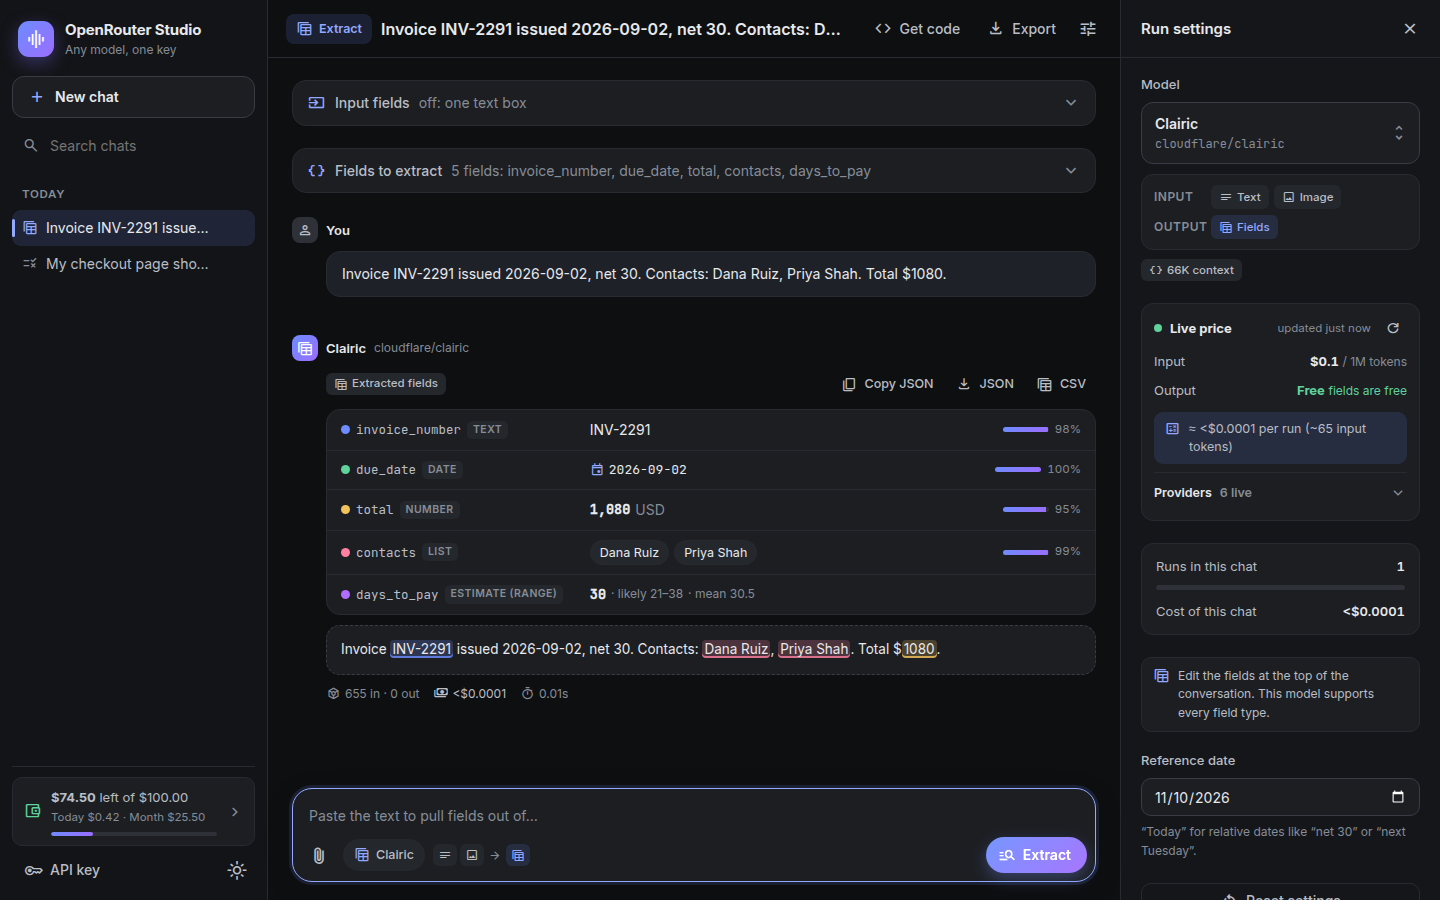 OpenRouter Studio
Any model, one key
New chat
Search chats
TODAY
Invoice INV-2291 issue...
My checkout page sho...
$74.50 left of $100.00
Today $0.42 · Month $25.50
API key
Extract
Invoice INV-2291 issued 2026-09-02, net 30. Contacts: D...
Get code
Export
Input fields off: one text box
Fields to extract 5 fields: invoice_number, due_date, total, contacts, days_to_pay
You
Invoice INV-2291 issued 2026-09-02, net 30. Contacts: Dana Ruiz, Priya Shah. Total $1080.
Clairic cloudflare/clairic
Extracted fields
Copy JSON
JSON
CSV
invoice_number TEXT INV-2291 98%
due_date DATE 2026-09-02 100%
total NUMBER 1,080 USD 95%
contacts LIST Dana Ruiz Priya Shah 99%
days_to_pay ESTIMATE (RANGE) 30 · likely 21–38 · mean 30.5
Invoice INV-2291 issued 2026-09-02, net 30. Contacts: Dana Ruiz, Priya Shah. Total $1080.
655 in · 0 out <$0.0001 0.01s
Paste the text to pull fields out of...
Clairic
Extract
Run settings
Model
Clairic
cloudflare/clairic
INPUT Text Image
OUTPUT Fields
66K context
Live price updated just now
Input $0.1 / 1M tokens
Output Free fields are free
≈ <$0.0001 per run (~65 input
tokens)
Providers 6 live
Runs in this chat 1
Cost of this chat <$0.0001
Edit the fields at the top of the
conversation. This model supports
every field type.
Reference date
11/10/2026
“Today” for relative dates like “net 30” or “next
Tuesday”.
Reset settings